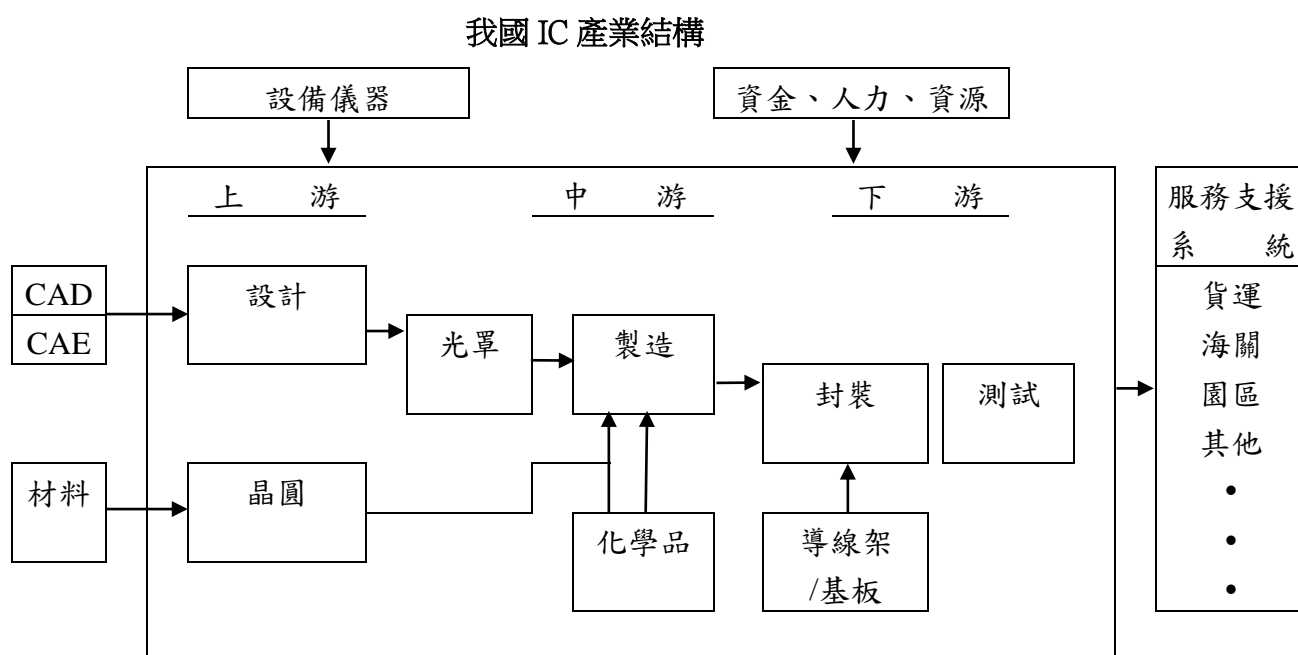 我國 IC 產業結構
設備儀器
資金、人力、資源
上 游
中 游
下 游
服務支援
系 統
CAD
CAE
設計
光罩
製造
封裝
測試
貨運
海關
園區
其他
•
•
•
材料
晶圓
化學品
導線架
/基板